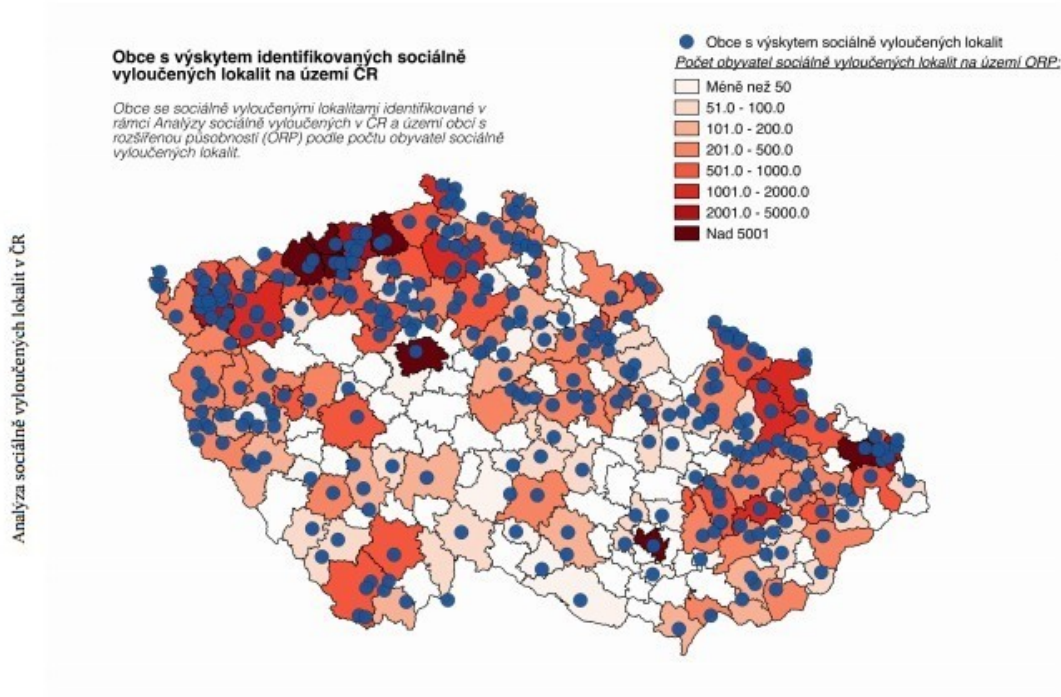 Obce s výskytem identifikovaných sociálně
vyloučených lokalit na území ČR
Obce se sociálně vyloučenými lokalitami identifikované v
rámci Analýzy sociálně vyloučených v ČR a území obcí s
rozšířenou působností (ORP) podle počtu obyvatel sociálně
vyloučených lokalit.
Obce s výskytem sociálně vyloučených lokalit
Počet obyvatel sociálně vyloučených lokalit na území ORP:
Méně než 50
51.0 - 100.0
101.0 - 200.0
201.0 - 500.0
501.0 - 1000.0
1001.0 - 2000.0
2001.0 - 5000.0
Nad 5001
Analýza sociálně vyloučených lokalit v ČR